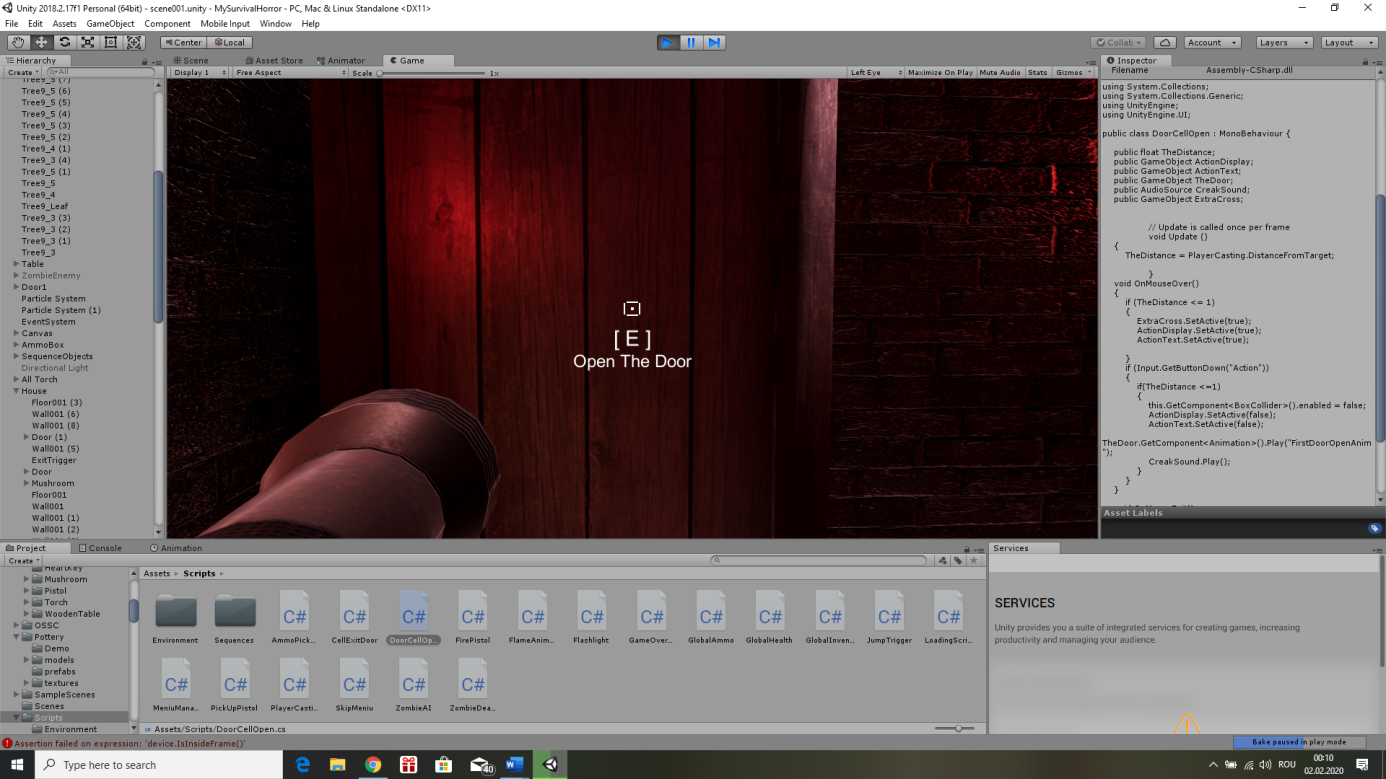 Unity 2018.2.17f1 Personal (64bit) - scene001.unity - MySurvivalHorror - PC, Mac & Linux Standalone <DX11>
File Edit Assets GameObject Component Mobile Input Window Help
Center Local Collab Account Layers Layout
Hierarchy
Create All
Tree9_5 (7)
Tree9_5 (6)
Tree9_5 (5)
Tree9_5 (4)
Tree9_5 (3)
Tree9_5 (2)
Tree9_4 (1)
Tree9_3 (4)
Tree9_5 (1)
Tree9_5
Tree9_4
Tree9_Leaf
Tree9_3 (3)
Tree9_3 (2)
Tree9_3 (1)
Tree9_3
Table
ZombieEnemy
Door1
Particle System
Particle System (1)
EventSystem
Canvas
AmmoBox
SequenceObjects
Directional Light
All Torch
House
Floor001 (3)
Wall001 (6)
Wall001 (8)
Door (1)
Wall001 (5)
ExitTrigger
Door
Mushroom
Floor001
Wall001
Wall001 (1)
Wall001 (2)
Scene Asset Store Animator Game
Display 1 Free Aspect Scale 1x Left Eye Maximize On Play Mute Audio Stats Gizmos
[ E ]
Open The Door
Inspector
Filename Assembly-CSharp.dll
using System.Collections;
using System.Collections.Generic;
using UnityEngine;
using UnityEngine.UI;
public class DoorCellOpen : MonoBehaviour {
public float TheDistance;
public GameObject ActionDisplay;
public GameObject ActionText;
public GameObject TheDoor;
public AudioSource CreakSound;
public GameObject ExtraCross;
// Update is called once per frame
void Update ()
{
TheDistance = PlayerCasting.DistanceFromTarget;
}
void OnMouseOver()
{
if (TheDistance <= 1)
{
ExtraCross.SetActive(true);
ActionDisplay.SetActive(true);
ActionText.SetActive(true);
}
if (Input.GetButtonDown("Action"))
{
if(TheDistance <=1)
{
this.GetComponent<BoxCollider>().enabled = false;
ActionDisplay.SetActive(false);
ActionText.SetActive(false);
TheDoor.GetComponent<Animation>().Play("FirstDoorOpenAnim
");
CreakSound.Play();
}
}
}
Asset Labels
Project Console Animation
Create
HeartKey
Mushroom
Pistol
Torch
WoodenTable
OSSC
Pottery
Demo
models
prefabs
textures
SampleScenes
Scenes
Scripts
Environment
Assets Scripts
C# C# C# C# C# C# C# C# C# C# C# C#
Environment Sequences AmmoPick... CellExitDoor DoorCellOp... FirePistol FlameAnim... Flashlight GameOver... GlobalAmmo GlobalHealth GlobalInven... JumpTrigger LoadingScri...
C# C# C# C# C# C#
MeniuMana... PickUpPistol PlayerCasti... SkipMeniu ZombieAI ZombieDea...
Assets/Scripts/DoorCellOpen.cs
Services
SERVICES
Unity provides you a suite of integrated services for creating games, increasing
productivity and managing your audience.
Assertion failed on expression: 'device.IsInsideFrame()'
Bake paused in play mode
Type here to search
40
ROU
00:10
02.02.2020